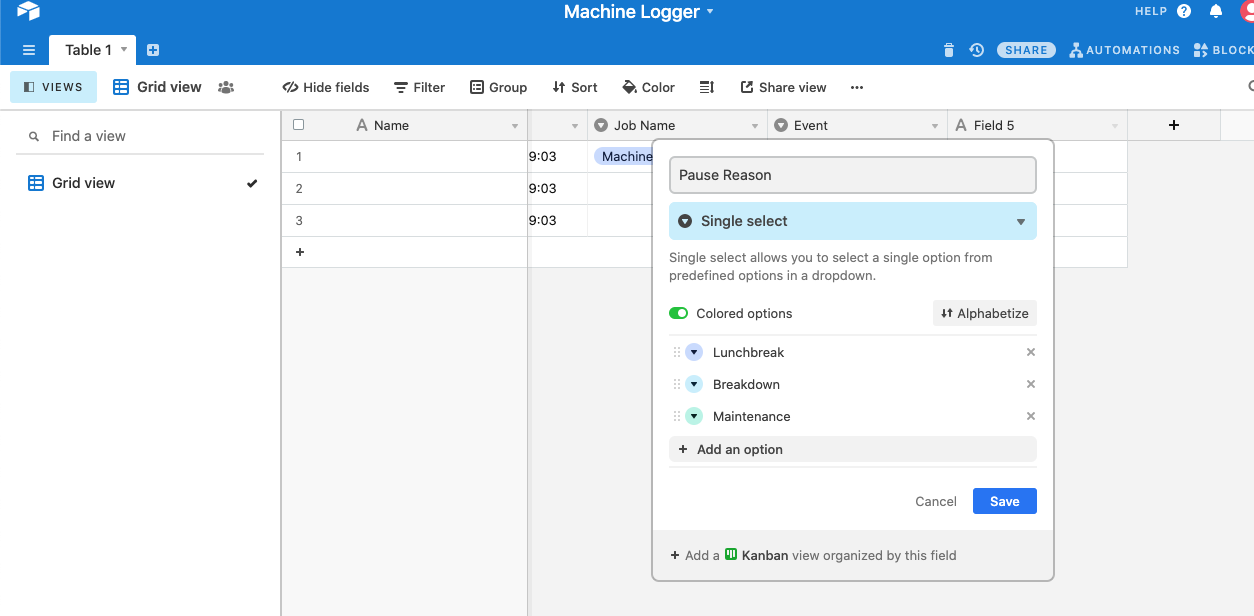 Machine Logger
HELP
Table 1
SHARE
AUTOMATIONS
BLOCK
VIEWS
Grid view
Hide fields
Filter
Group
Sort
Color
Share view
Find a view
Grid view
A Name
Job Name
Event
A Field 5
+
1
9:03
Machine
2
9:03
3
9:03
+
Pause Reason
Single select
Single select allows you to select a single option from
predefined options in a dropdown.
Colored options
Alphabetize
Lunchbreak
Breakdown
Maintenance
+ Add an option
Cancel
Save
+ Add a Kanban view organized by this field